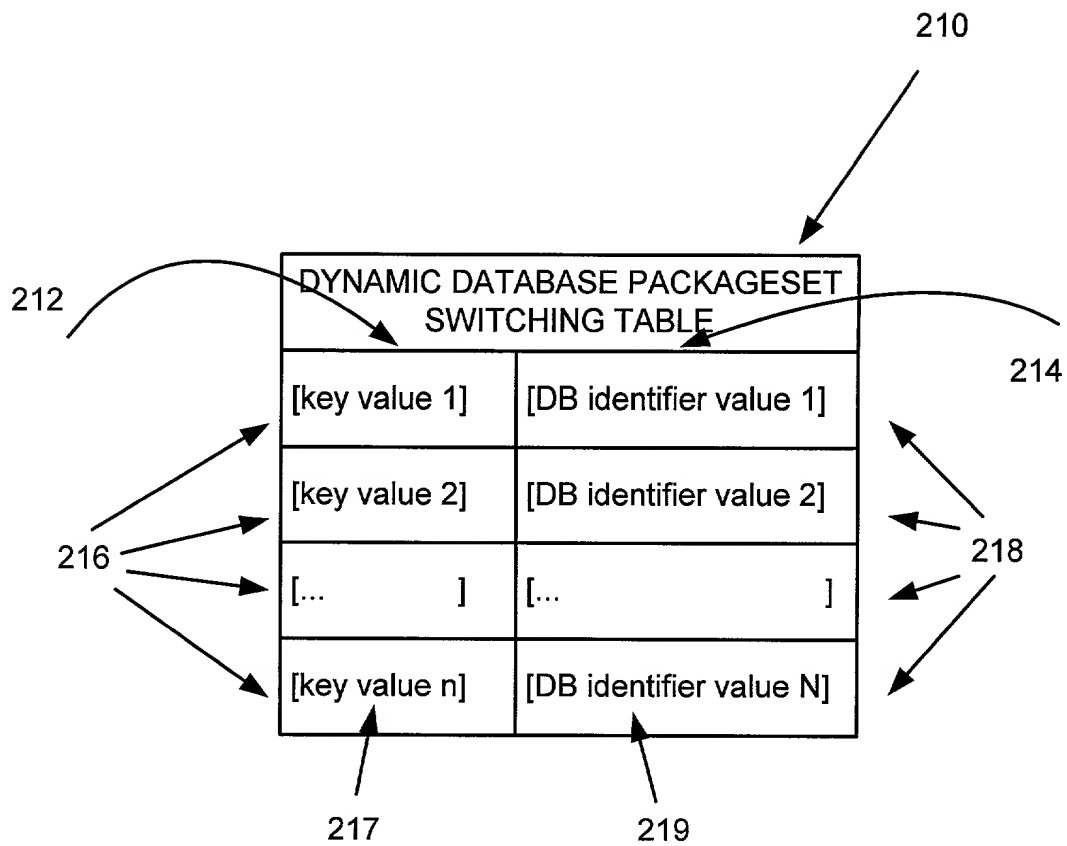 210
212
DYNAMIC DATABASE PACKAGESET
SWITCHING TABLE
214
[key value 1] [DB identifier value 1]
[key value 2] [DB identifier value 2]
216
218
[... ] [... ]
[key value n] [DB identifier value N]
217
219